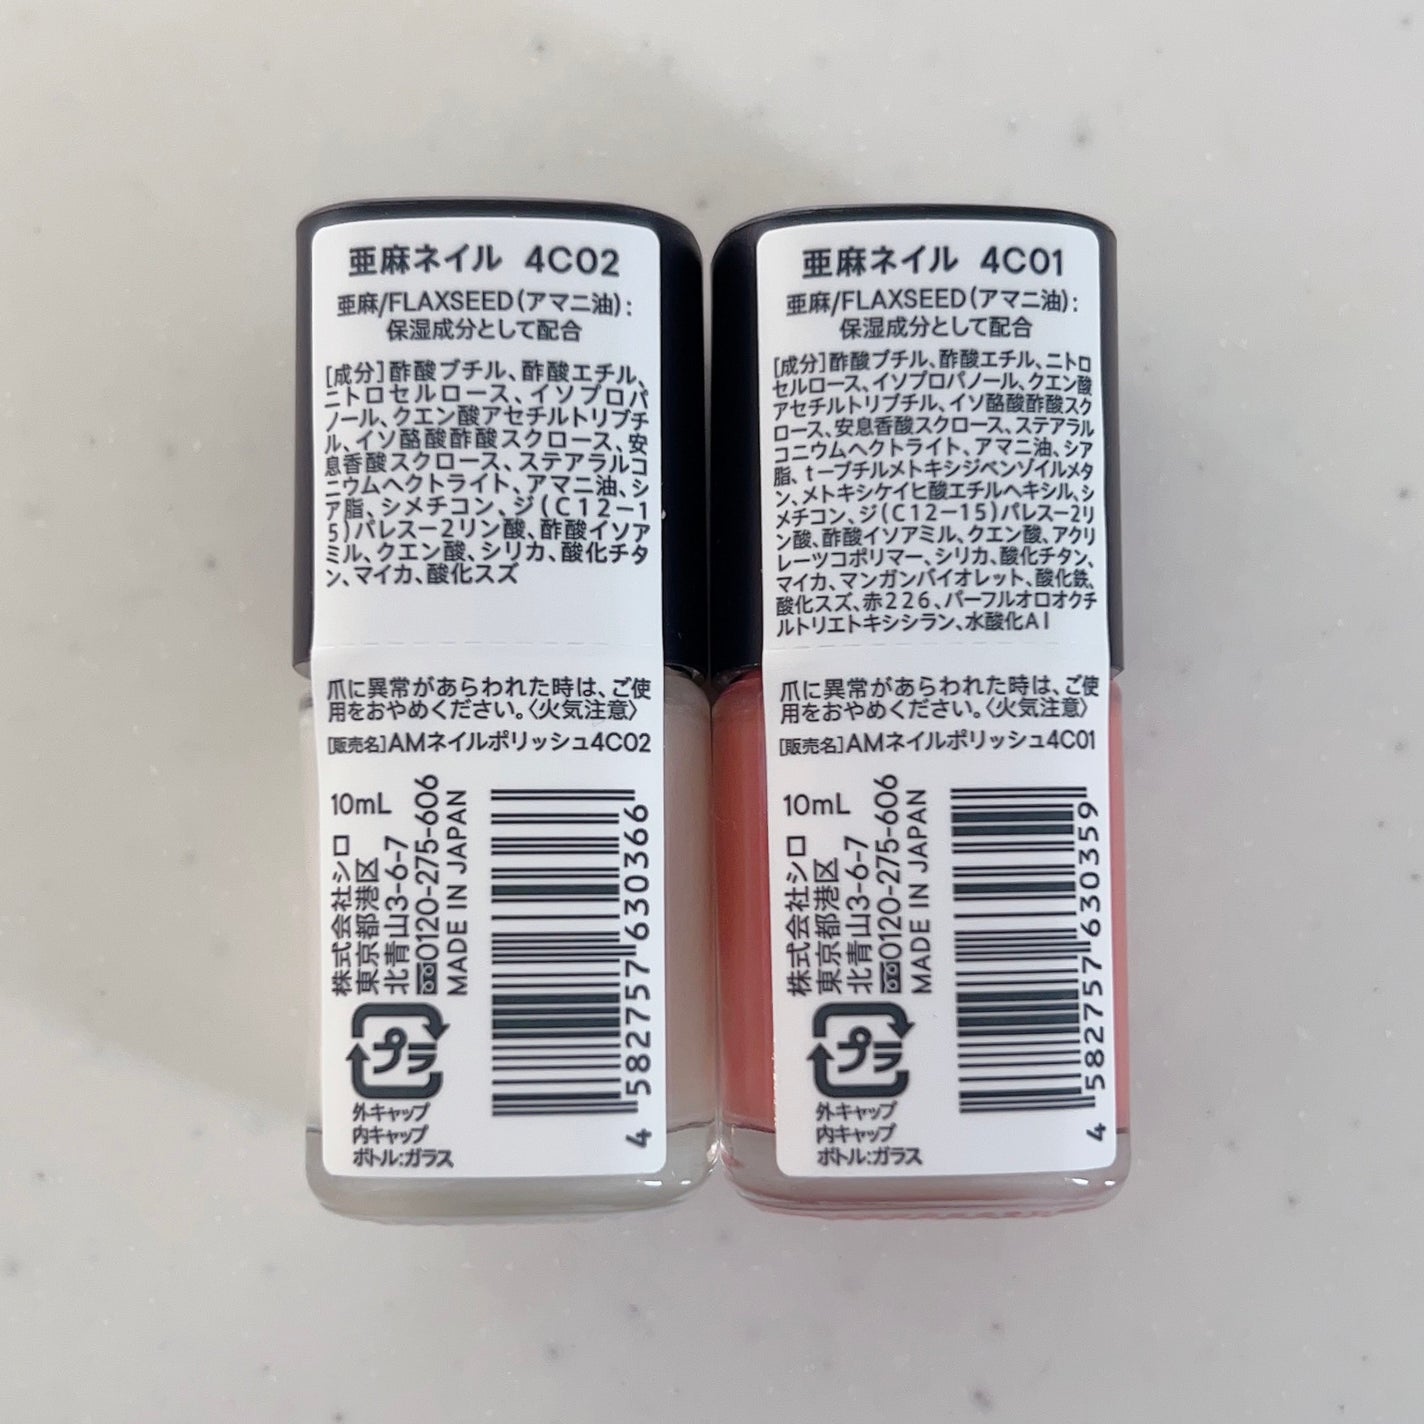 亜麻ネイル 4C02
亜麻/FLAXSEED(アマニ油):
保湿成分として配合
[成分]酢酸ブチル、酢酸エチル、
ニトロセルロース、イソプロパ
ノール、クエン酸アセチルトリブチ
ル、イソ酪酸酢酸スクロース、安
息香酸スクロース、ステアラルコ
ニウムヘクトライト、アマニ油、シ
ア脂、シメチコン、ジ(C12-1
5)パレス-2リン酸、酢酸イソア
ミル、クエン酸、シリカ、酸化チタ
ン、マイカ、酸化スズ
爪に異常があらわれた時は、ご使
用をおやめください。〈火気注意〉
[販売名]AMネイルポリッシュ4C02
10mL
株式会社シロ
東京都港区
北青山3-6-7
0120-275-606
MADE IN JAPAN
プラ
外キャップ
内キャップ
ボトル:ガラス
4582757630366
亜麻ネイル 4C01
亜麻/FLAXSEED(アマニ油):
保湿成分として配合
[成分]酢酸ブチル、酢酸エチル、ニトロ
セルロース、イソプロパノール、クエン酸
アセチルトリブチル、イソ酪酸酢酸スク
ロース、安息香酸スクロース、ステアラル
コニウムヘクトライト、アマニ油、シア
脂、t-ブチルメトキシジベンゾイルメタ
ン、メトキシケイヒ酸エチルヘキシル、シ
メチコン、ジ(C12-15)パレス-2リ
ン酸、酢酸イソアミル、クエン酸、アクリ
レーツコポリマー、シリカ、酸化チタン、
マイカ、マンガンバイオレット、酸化鉄、
酸化スズ、赤226、パーフルオロオクチ
ルトリエトキシシラン、水酸化Al
爪に異常があらわれた時は、ご使
用をおやめください。〈火気注意〉
[販売名]AMネイルポリッシュ4C01
10mL
株式会社シロ
東京都港区
北青山3-6-7
0120-275-606
MADE IN JAPAN
プラ
外キャップ
内キャップ
ボトル:ガラス
4582757630359